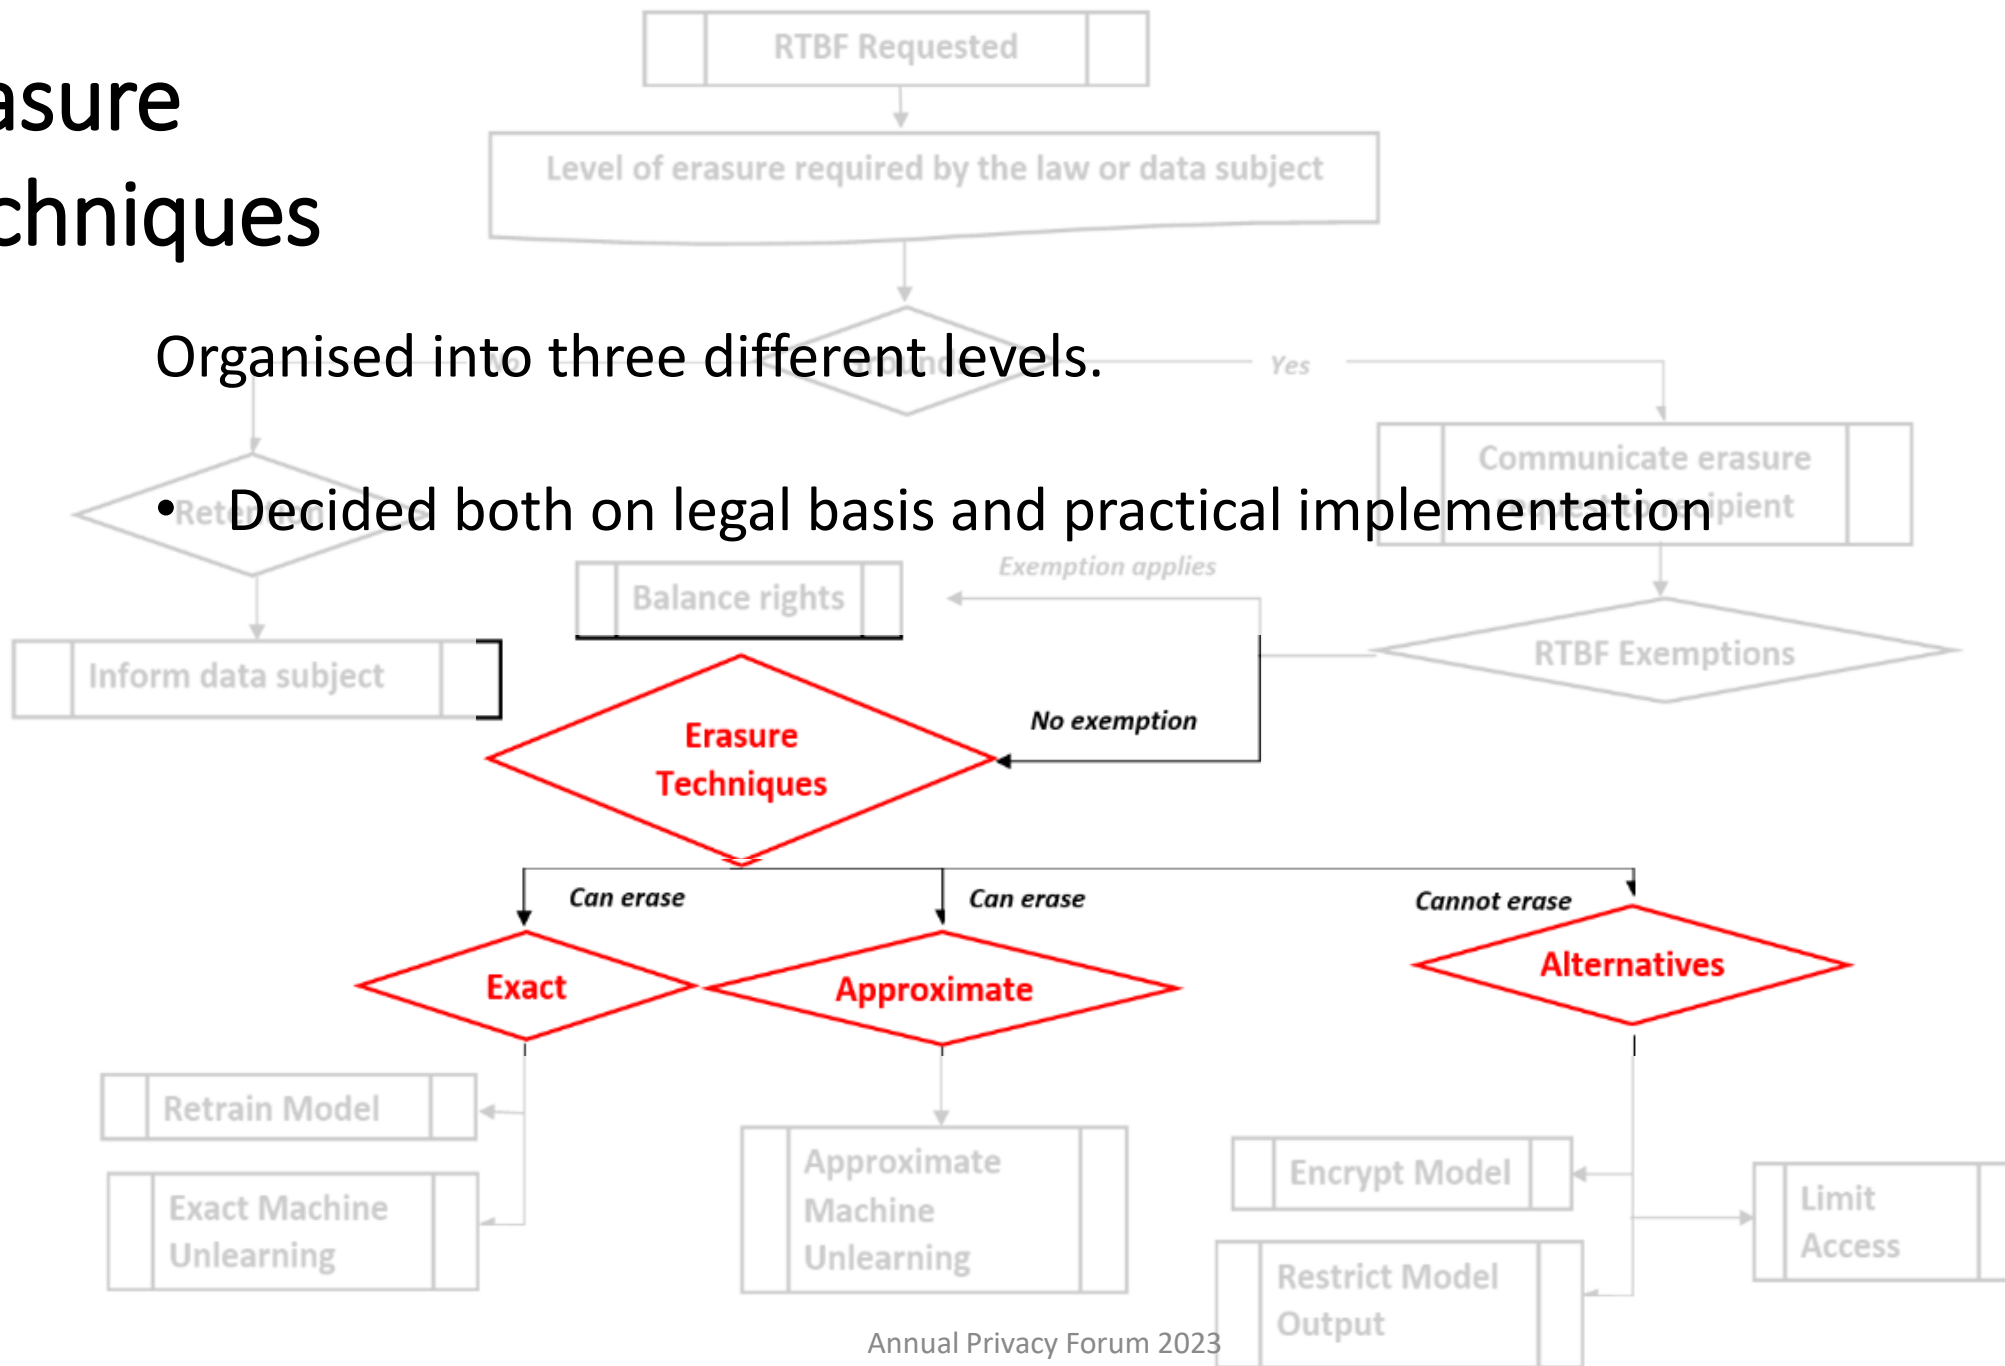 asure
chniques
RTBF Requested
Level of erasure required by the law or data subject
Organised into three different levels.
Yes
• Decided both on legal basis and practical implementation
Communicate erasure
request to recipient
Balance rights
Exemption applies
Inform data subject
RTBF Exemptions
Erasure
Techniques
No exemption
Can erase
Can erase
Cannot erase
Exact
Approximate
Alternatives
Retrain Model
Exact Machine
Unlearning
Approximate
Machine
Unlearning
Encrypt Model
Limit
Access
Restrict Model
Output
Annual Privacy Forum 2023